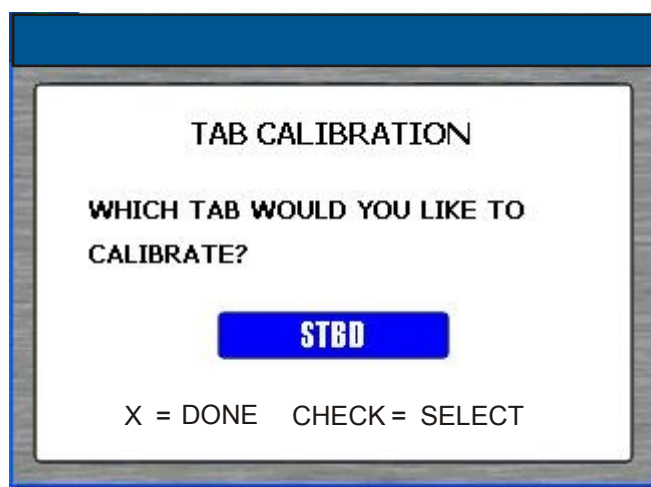 TAB CALIBRATION
WHICH TAB WOULD YOU LIKE TO
CALIBRATE?
STBD
X = DONE CHECK = SELECT